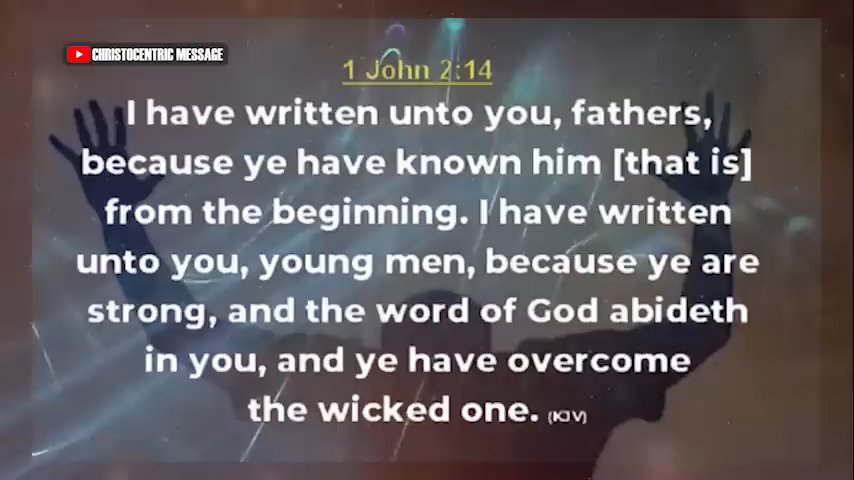 CHRISTOCENTRIC MESSAGE
1 John 2:14
I have written unto you, fathers,
because ye have known him [that is]
from the beginning. I have written
unto you, young men, because ye are
strong, and the word of God abideth
in you, and ye have overcome
the wicked one. (KJV)